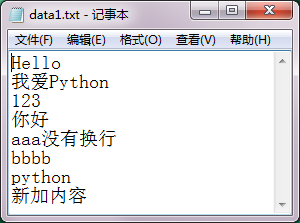 data1.txt - 记事本
文件(F) 编辑(E) 格式(O) 查看(V) 帮助(H)
Hello
我爱Python
123
你好
aaa没有换行
bbbb
python
新加内容